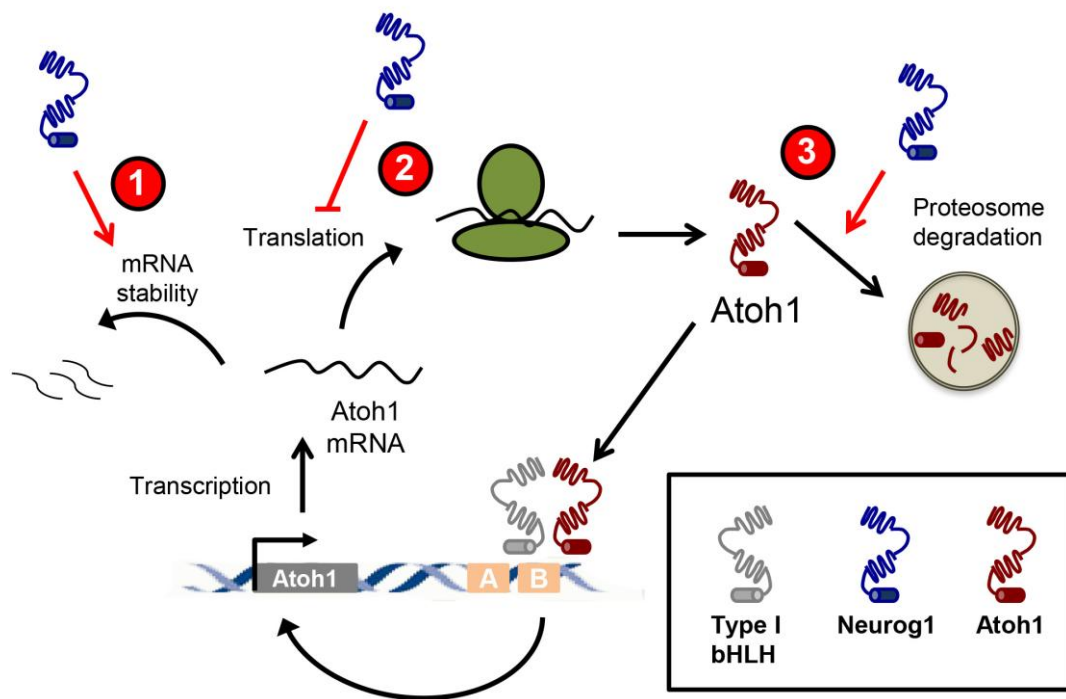 1
2
3
Translation
mRNA
stability
Proteosome
degradation
Atoh1
Atoh1
mRNA
Transcription
Atoh1
A
B
Type I
bHLH
Neurog1
Atoh1